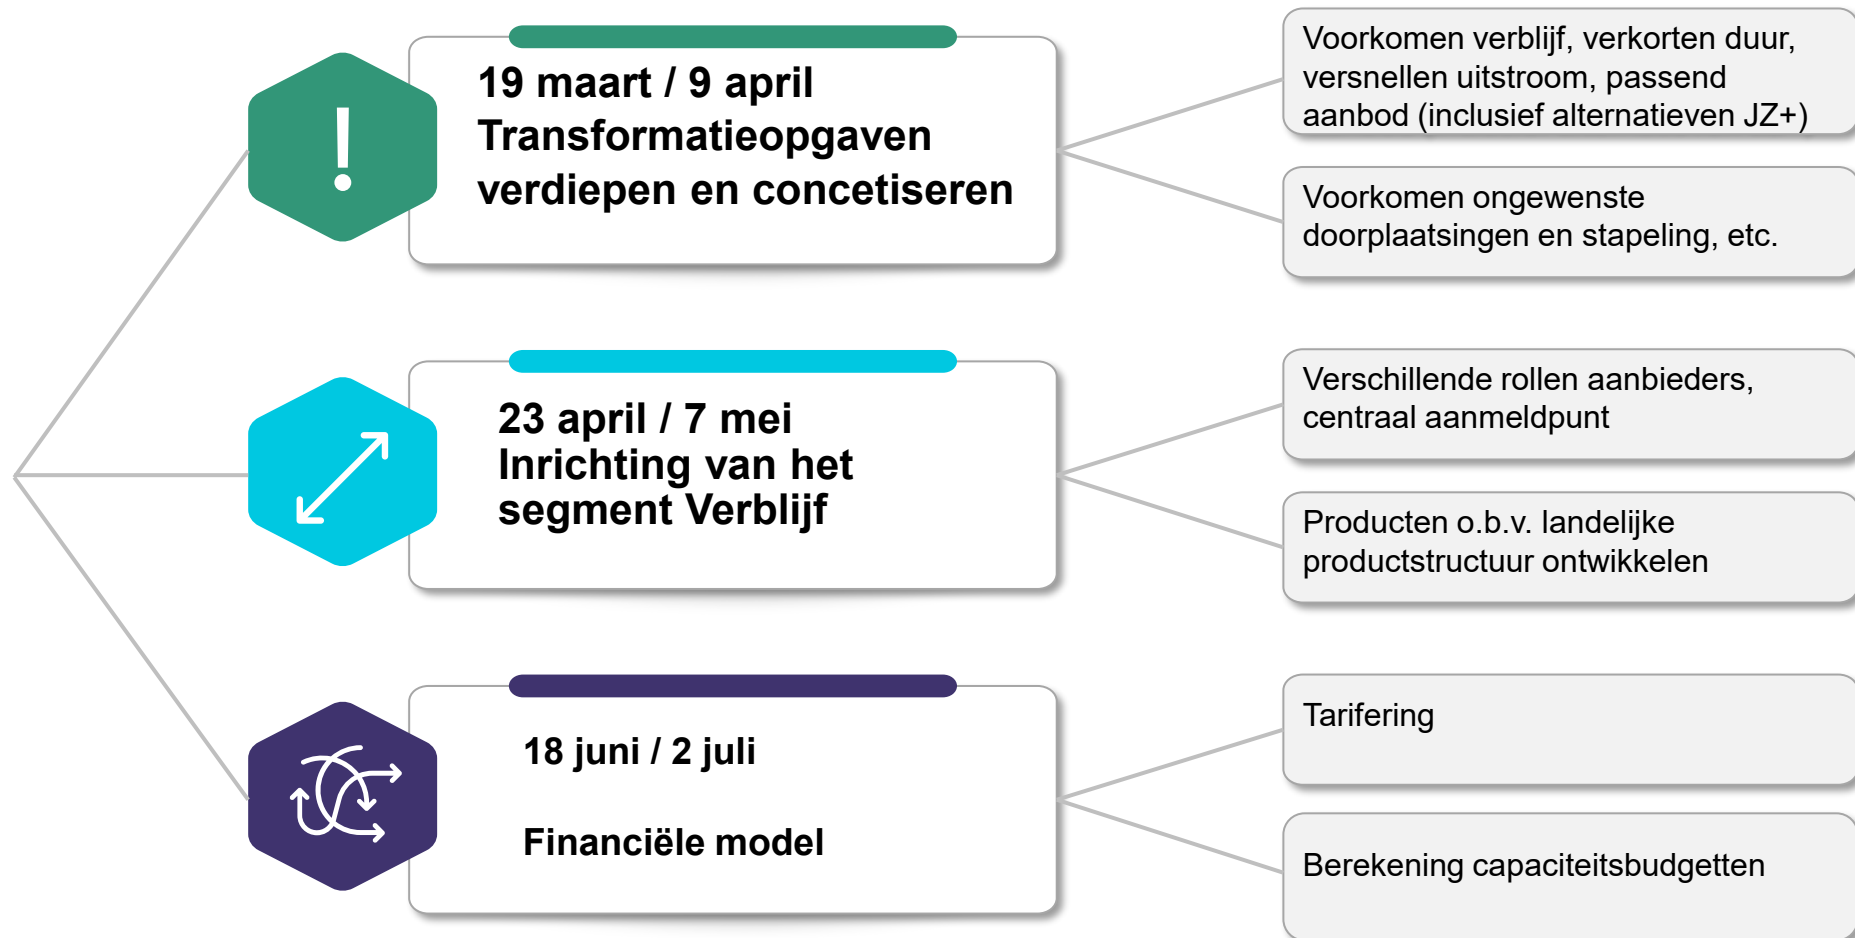 19 maart / 9 april
Transformatieopgaven
verdiepen en concetiseren
Voorkomen verblijf, verkorten duur,
versnellen uitstroom, passend
aanbod (inclusief alternatieven JZ+)
Voorkomen ongewenste
doorplaatsingen en stapeling, etc.
23 april / 7 mei
Inrichting van het
segment Verblijf
Verschillende rollen aanbieders,
centraal aanmeldpunt
Producten o.b.v. landelijke
productstructuur ontwikkelen
18 juni / 2 juli
Financiële model
Tarifering
Berekening capaciteitsbudgetten